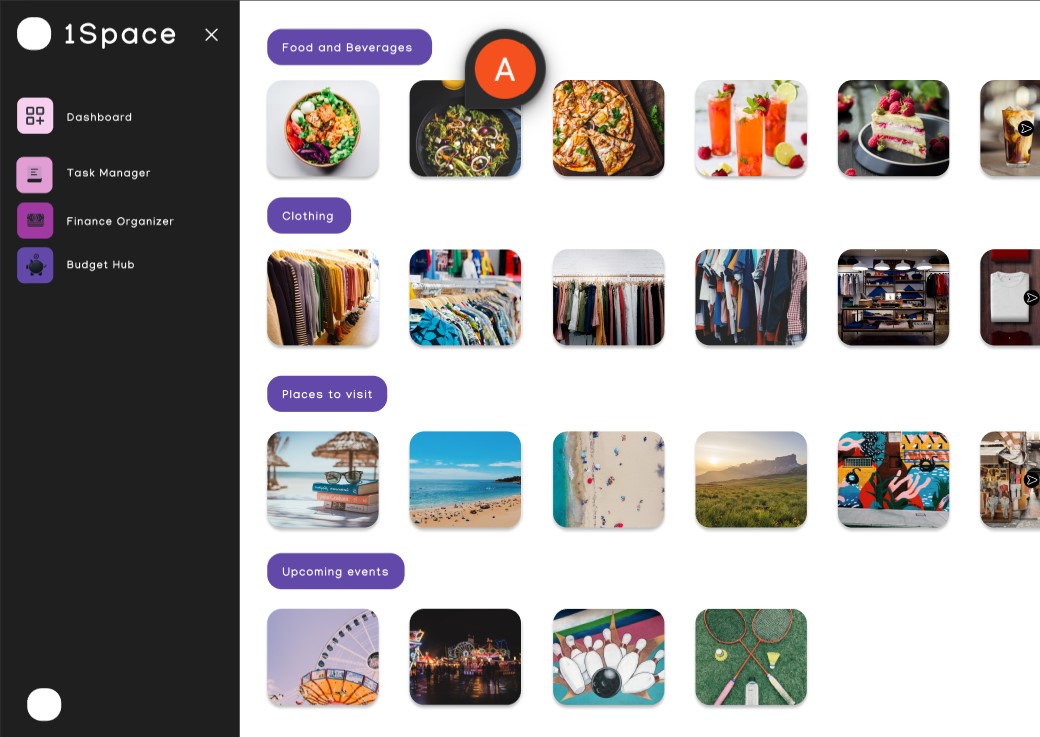 1Space
Dashboard
Task Manager
Finance Organizer
Budget Hub
Food and Beverages
A
Clothing
Places to visit
Upcoming events